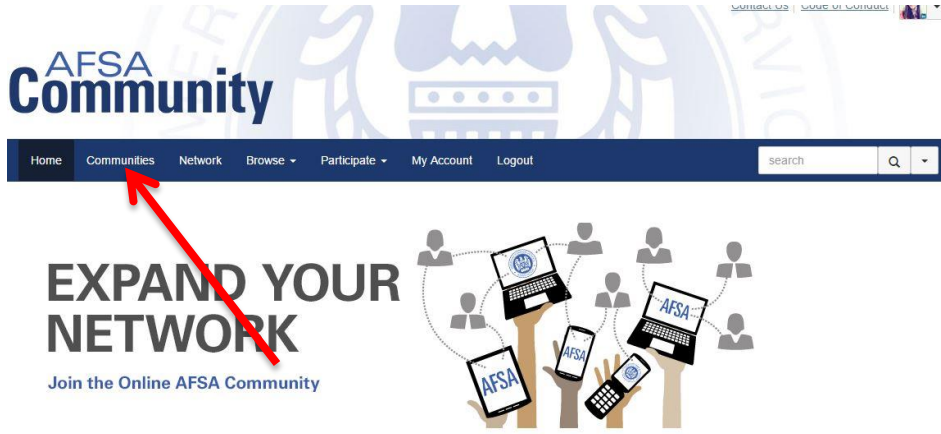 Contact Us | Code of Conduct |
AFSA
Community
Home Communities Network Browse Participate My Account Logout search
EXPAND YOUR
NETWORK
Join the Online AFSA Community
AFSA
AFSA
AFSA